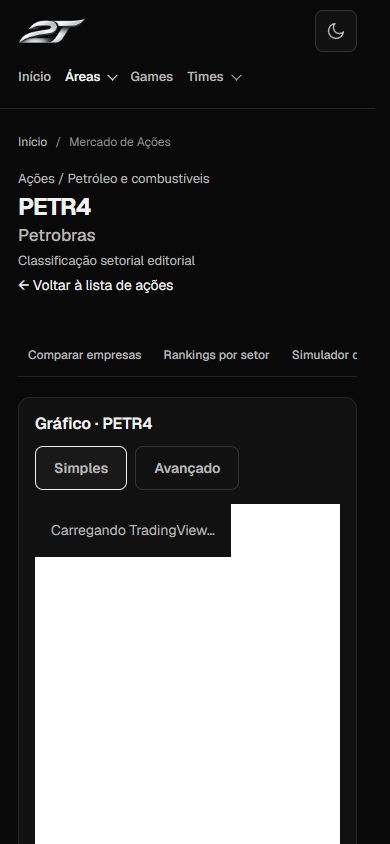 2T
Início Áreas Games Times
Início / Mercado de Ações
Ações / Petróleo e combustíveis
PETR4
Petrobras
Classificação setorial editorial
← Voltar à lista de ações
Comparar empresas Rankings por setor Simulador
Gráfico · PETR4
Simples Avançado
Carregando TradingView...